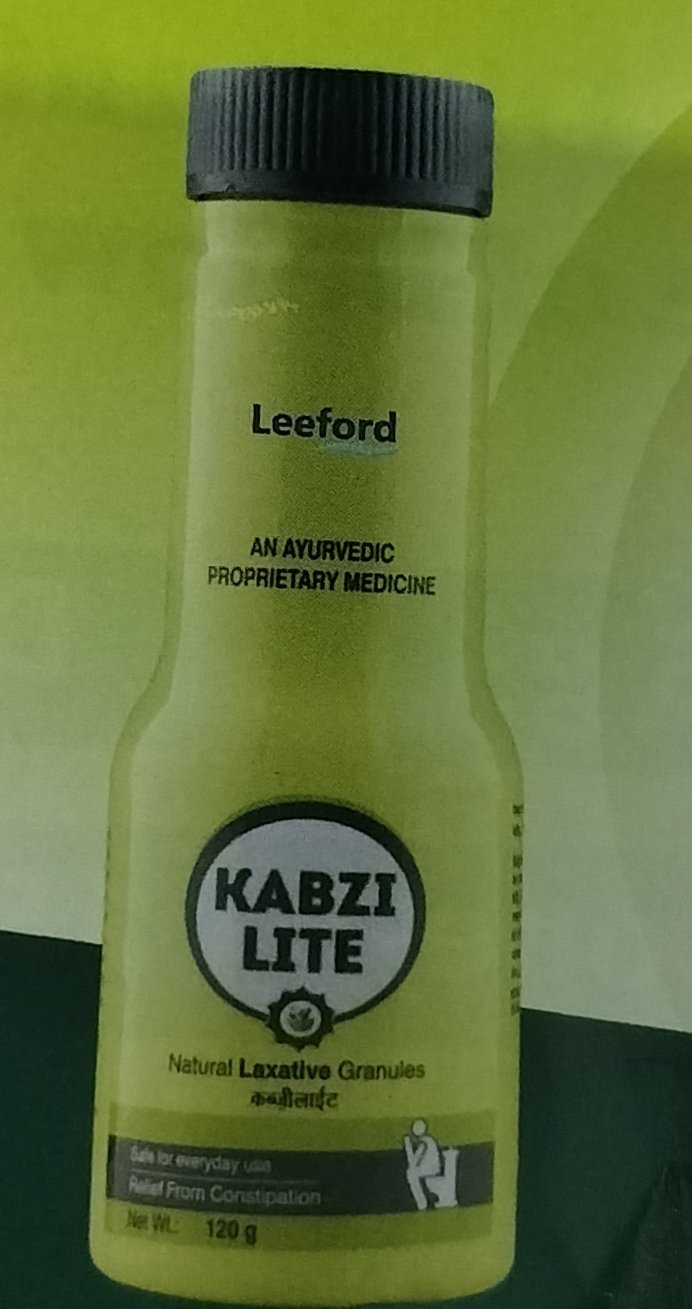 Leeford
AN AYURVEDIC
PROPRIETARY MEDICINE
KABZI
LITE
Natural Laxative Granules
कब्जीलाईट
Safe for everyday use
Relief From Constipation
Net Wt.: 120 g